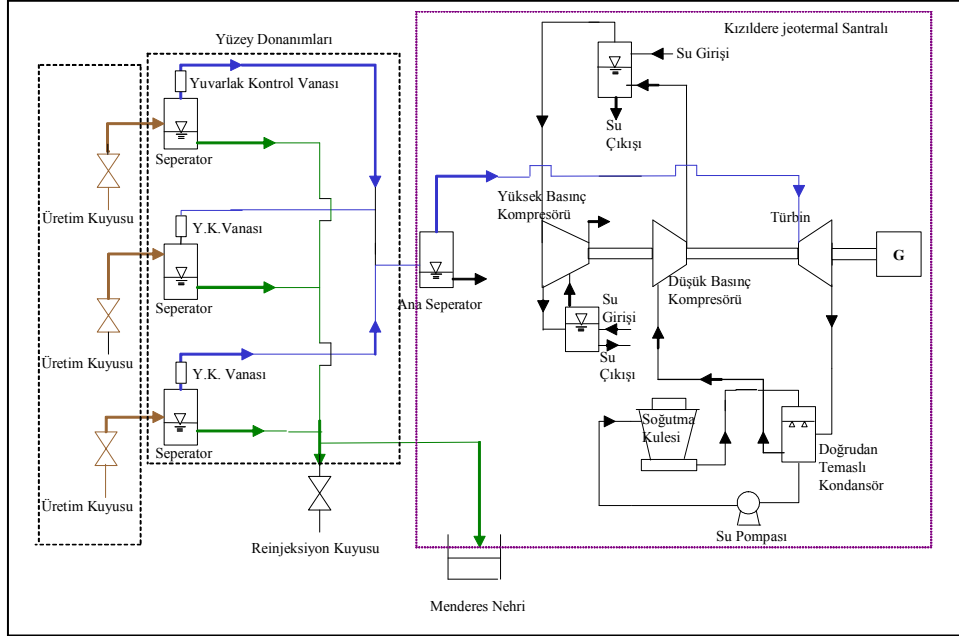 Yüzey Donanımları
Kızıldere jeotermal Santralı
Yuvarlak Kontrol Vanası
Su Girişi
Su
Çıkışı
Seperator
Üretim Kuyusu
Yüksek Basınç
Kompresörü
Türbin
Y.K.Vanası
G
Seperator
Ana Seperator
Düşük Basınç
Kompresörü
Su
Girişi
Su
Çıkışı
Üretim Kuyusu
Y.K. Vanası
Seperator
Soğutma
Kulesi
Doğrudan
Temaslı
Kondansör
Üretim Kuyusu
Su Pompası
Reinjeksiyon Kuyusu
Menderes Nehri